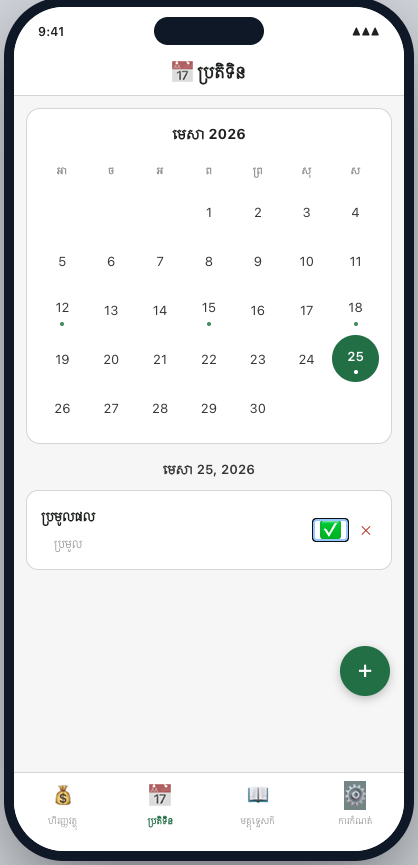 9:41
17 ប្រតិទិន
មេសា 2026
អា ច អ ព ព្រ សុ ស
1 2 3 4
5 6 7 8 9 10 11
12 13 14 15 16 17 18
19 20 21 22 23 24 25
26 27 28 29 30
មេសា 25, 2026
ប្រមូលផល
ប្រមូល
+
ហិរញ្ញវត្ថុ ប្រតិទិន មគ្គុទ្ទេសក៍ ការកំណត់